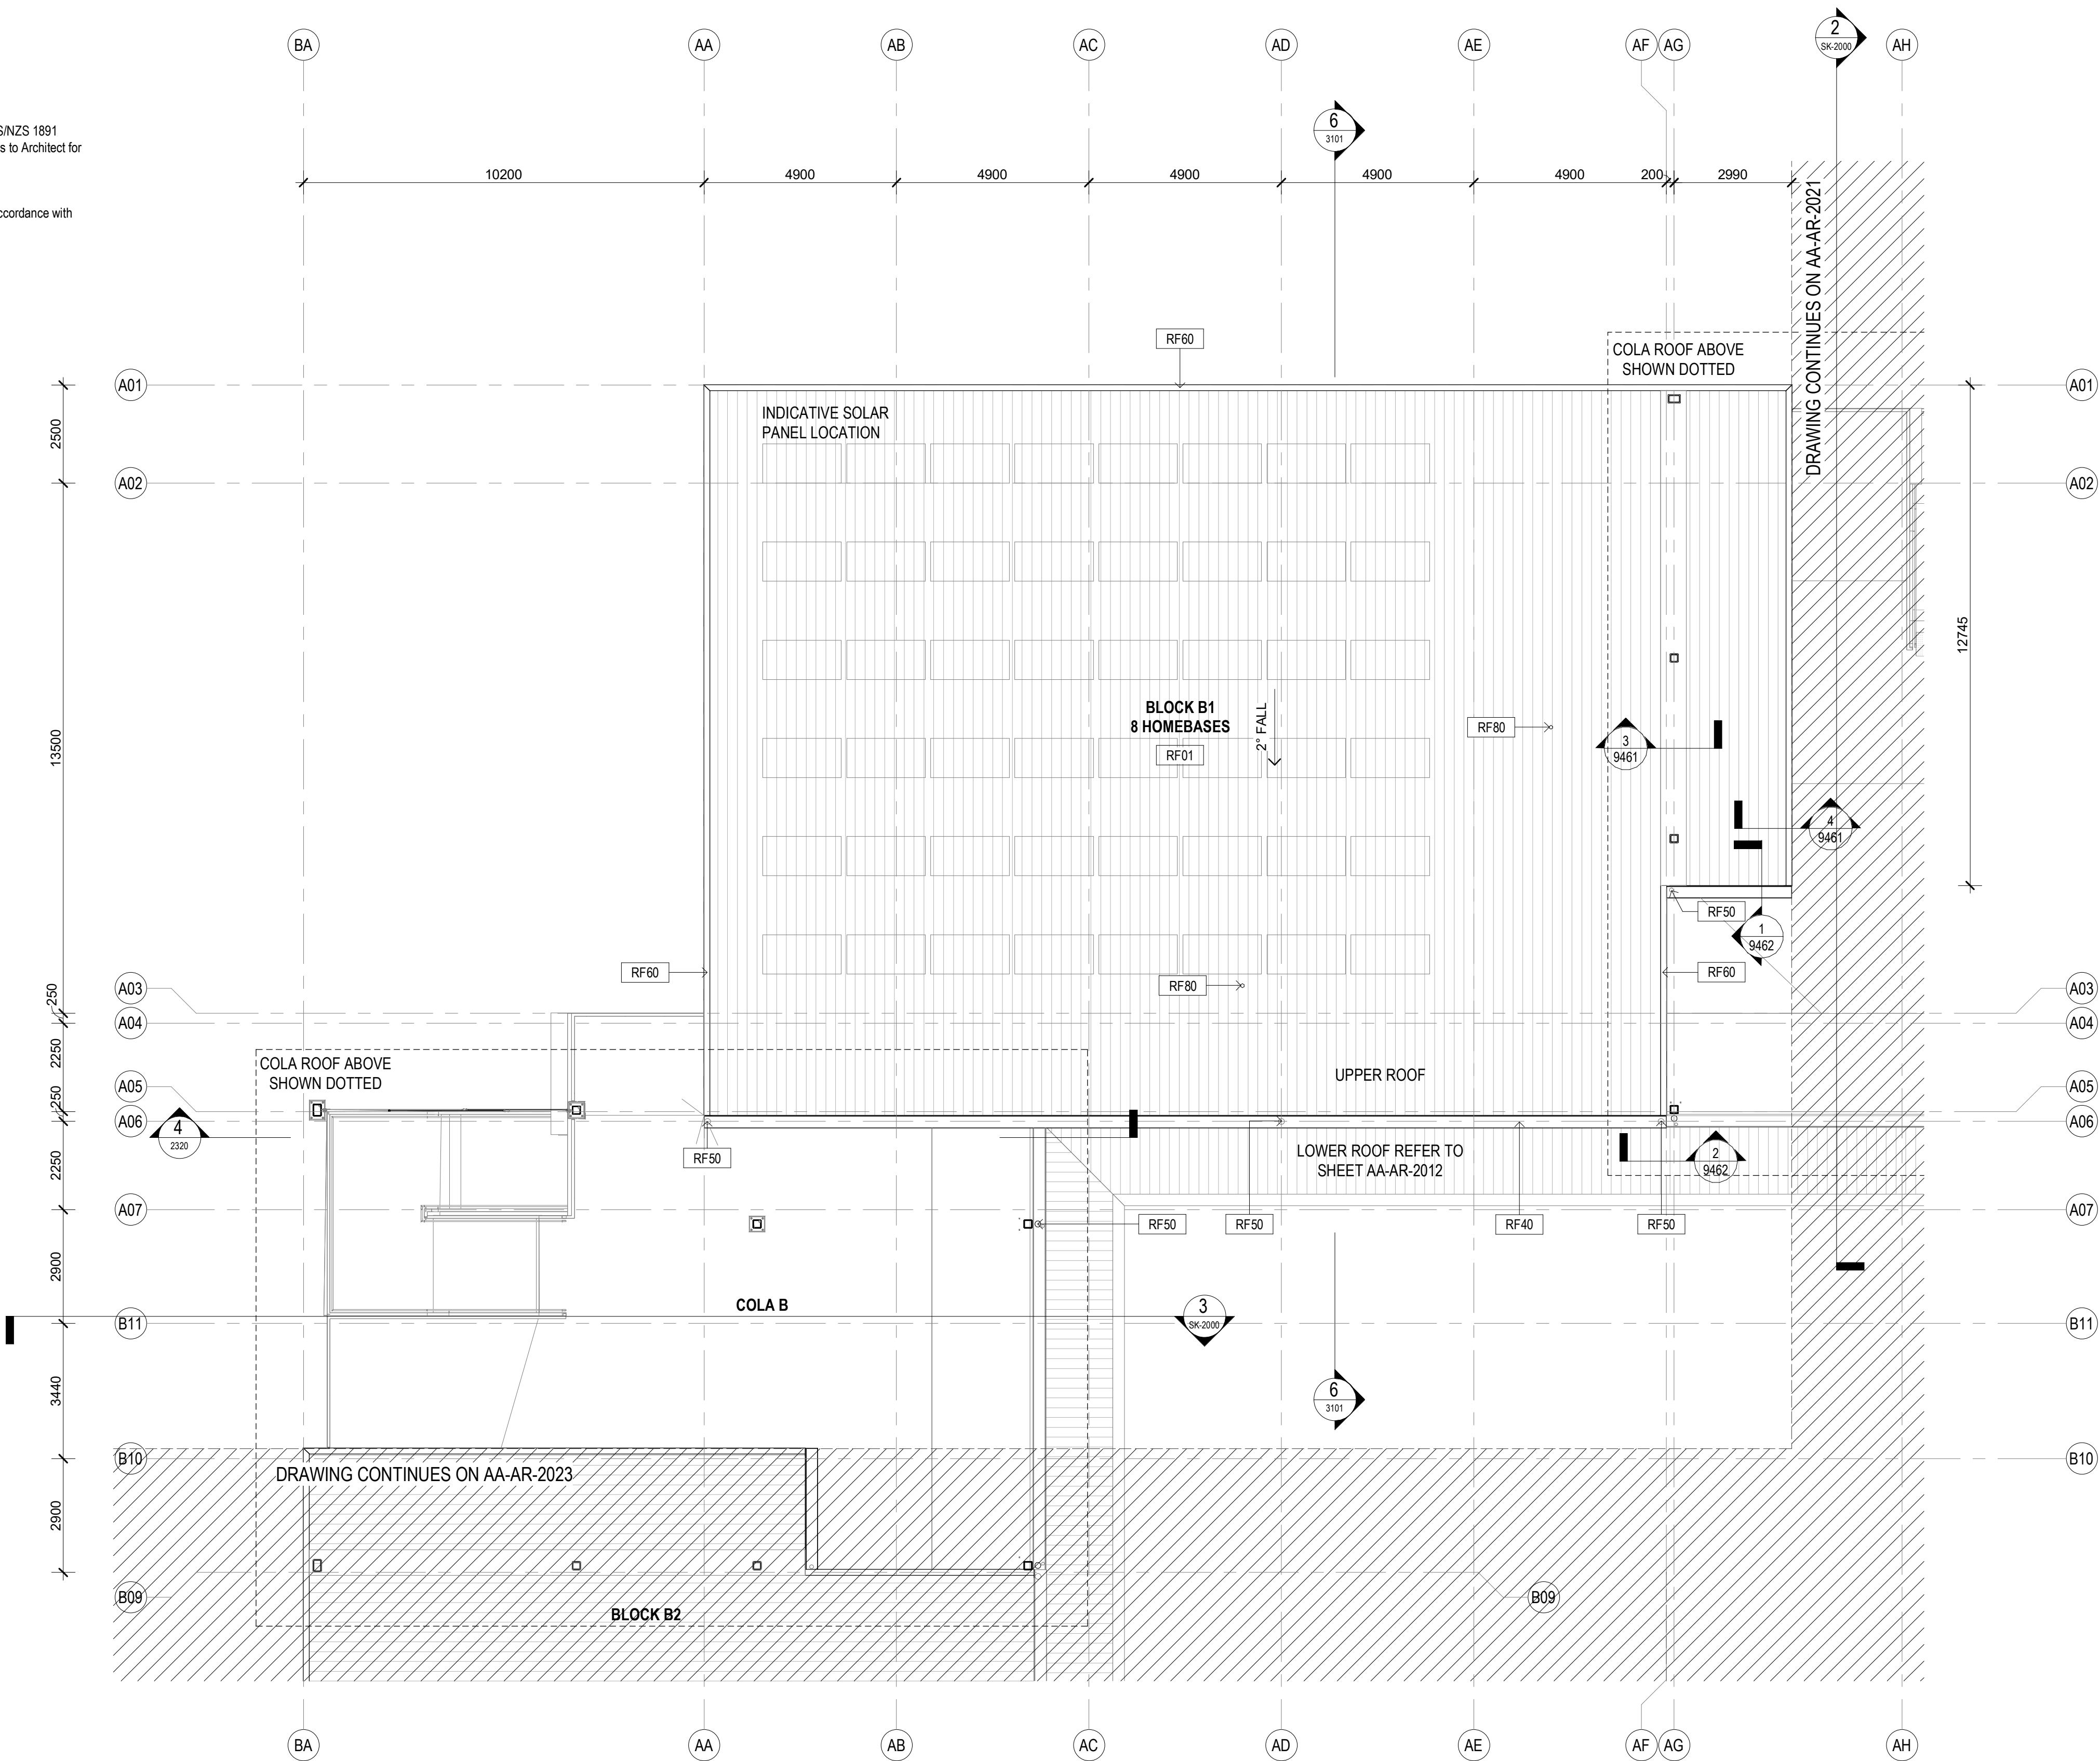 BA
AA
AB
AC
AD
AE
AF
AG
2
SK-2000
AH
S/NZS 1891
s to Architect for
ccordance with
6
3101
10200
4900
4900
4900
4900
4900
200
2990
DRAWING CONTINUES ON AA-AR-2021
RF60
COLA ROOF ABOVE
SHOWN DOTTED
A01
A01
INDICATIVE SOLAR
PANEL LOCATION
2500
A02
A02
12745
13500
BLOCK B1
8 HOMEBASES
RF01
2° FALL
RF80
3
9461
4
9461
RF50
1
9462
RF60
RF80
RF60
250
A03
A03
A04
A04
2250
COLA ROOF ABOVE
SHOWN DOTTED
UPPER ROOF
A05
A05
250
A06
A06
4
2320
RF50
LOWER ROOF REFER TO
SHEET AA-AR-2012
2
9462
2250
A07
A07
RF50
RF50
RF40
RF50
2900
COLA B
3
SK-2000
B11
B11
3440
6
3101
B10
B10
DRAWING CONTINUES ON AA-AR-2023
2900
B09
B09
BLOCK B2
BA
AA
AB
AC
AD
AE
AF
AG
AH